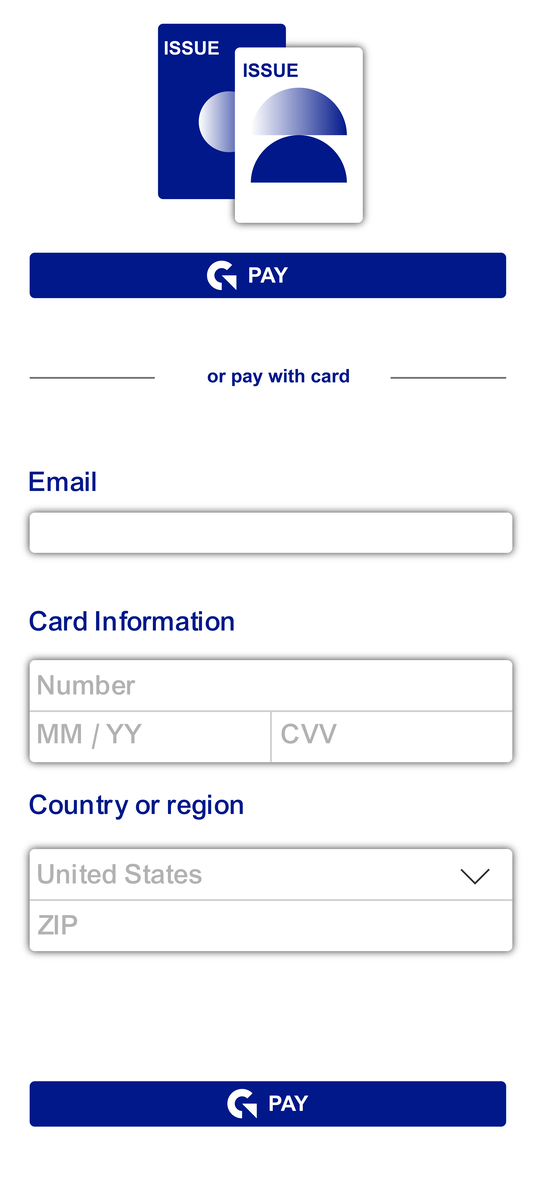 ISSUE
ISSUE
PAY
or pay with card
Email
Card Information
Number
MM / YY
CVV
Country or region
United States
ZIP
PAY